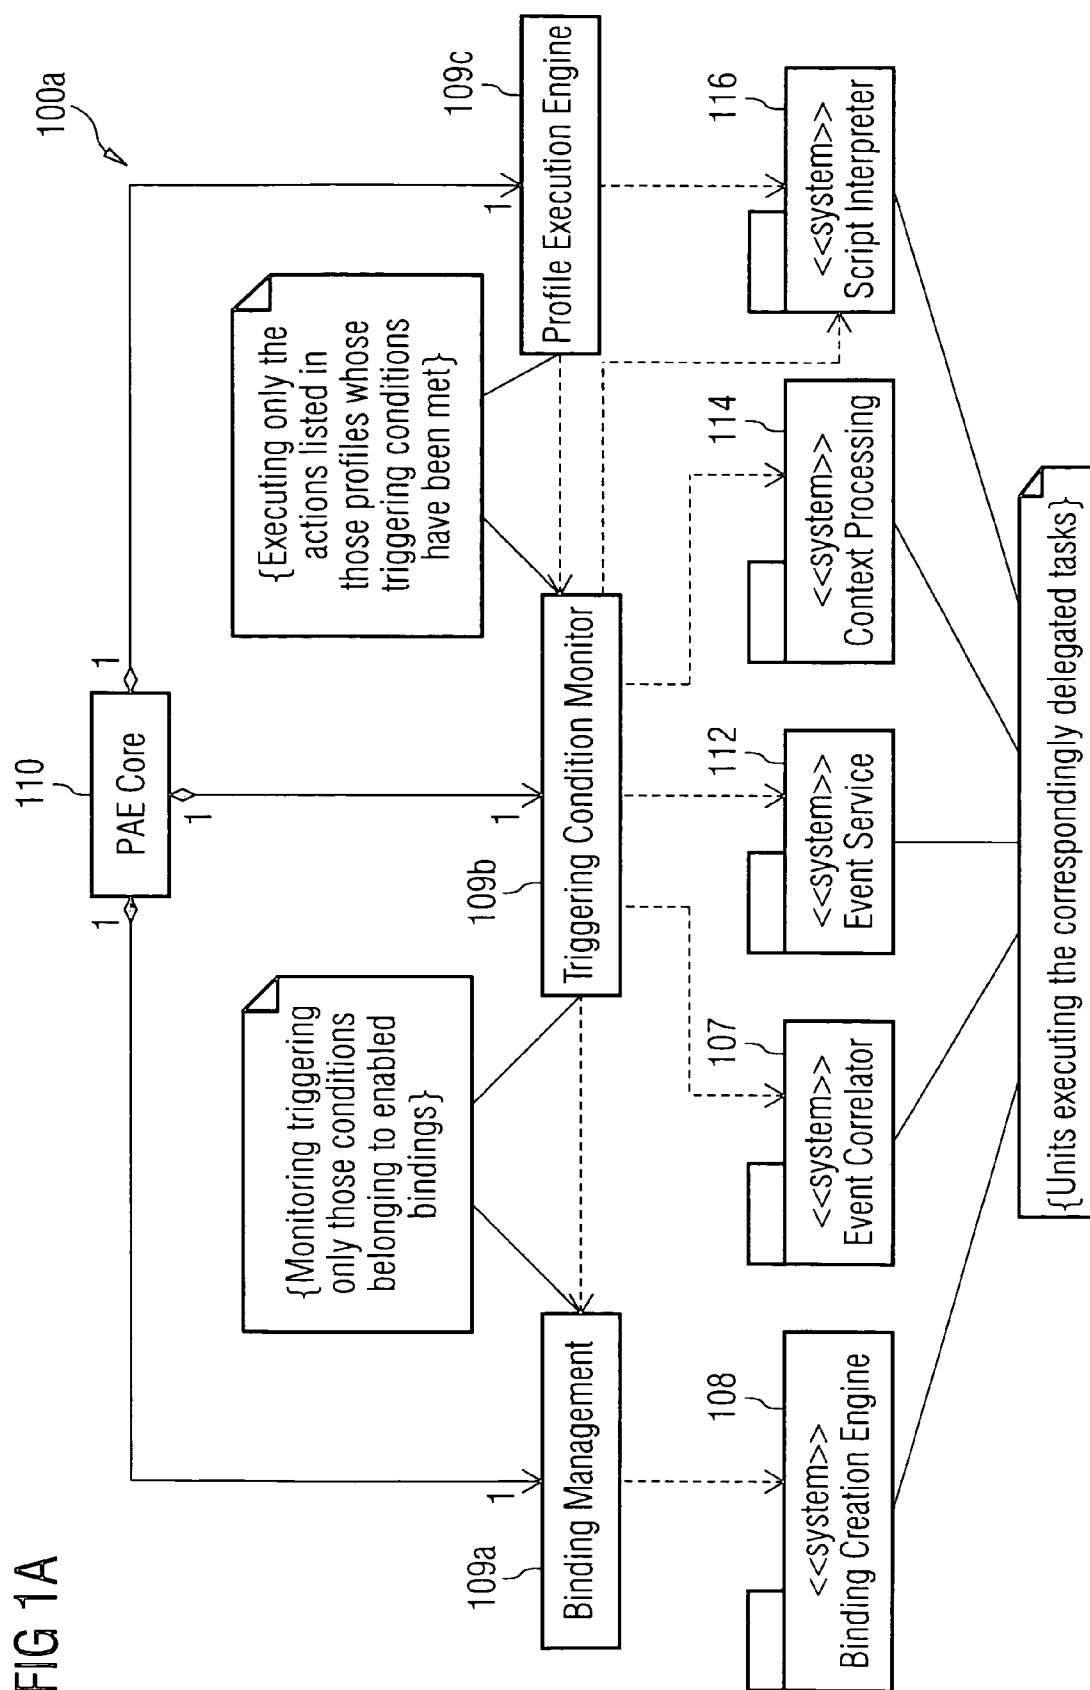 FIG 1A
100a
110
PAE Core
1
1
1
1
1
1
{Monitoring triggering
only those conditions
belonging to enabled
bindings}
{Executing only the
actions listed in
those profiles whose
triggering conditions
have been met}
109a
Binding Management
109b
Triggering Condition Monitor
109c
Profile Execution Engine
108
<<system>>
Binding Creation Engine
107
<<system>>
Event Correlator
112
<<system>>
Event Service
114
<<system>>
Context Processing
116
<<system>>
Script Interpreter
{Units executing the correspondingly delegated tasks}